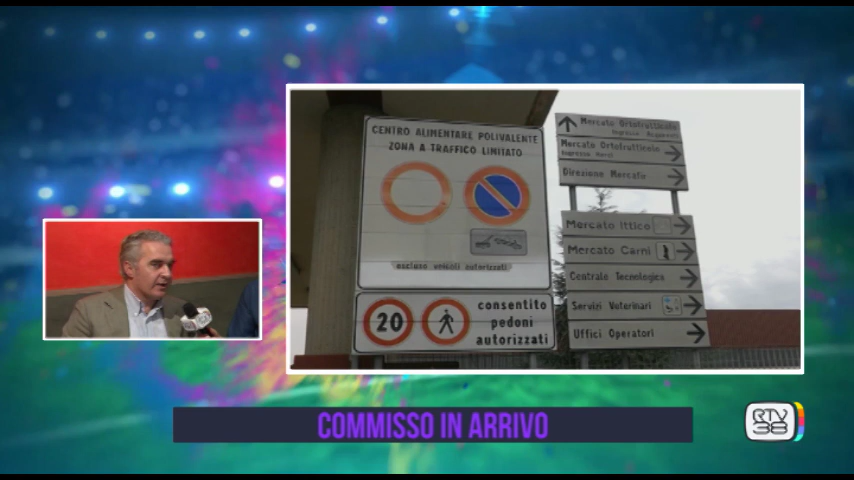 CENTRO ALIMENTARE POLIVALENTE
ZONA A TRAFFICO LIMITATO
escluso veicoli autorizzati
20
consentito
pedoni
autorizzati
Mercato Ortofrutticolo
Mercato Ortofrutticolo
Direzione Mercato
Mercato Ittico
Mercato Carni
Centrale Tecnologica
Servizi Veterinari
Uffici Operatori
COMMISSO IN ARRIVO
RTV
38